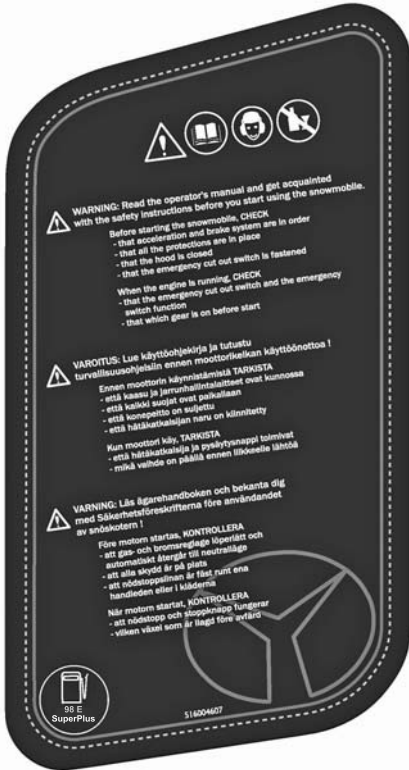 WARNING: Read the operator's manual and get acquainted
with the safety instructions before you start using the snowmobile.
Before starting the snowmobile, CHECK
- that acceleration and brake system are in order
- that all the protections are in place
- that the hood is closed
- that the emergency cut out switch is fastened
When the engine is running, CHECK
- that the emergency cut out switch and the emergency
switch function
- that which gear is on before start
VAROITUS: Lue käyttöohjekirja ja tutustu
turvallisuusohjeisiin ennen moottorikelkan käyttöönottoa !
Ennen moottorin käynnistämistä TARKISTA
- että kaasu ja jarrunhallintalaitteet ovat kunnossa
- että kaikki suojat ovat paikallaan
- että konepeitto on suljettu
- että hätäkatkaisijan naru on kiinnitetty
Kun moottori käy, TARKISTA
- että hätäkatkaisija ja pysäytysnappi toimivat
- mikä vaihde on päällä ennen liikkeelle lähtöä
VARNING: Läs ägarehandboken och bekanta dig
med Säkerhetsföreskrifterna före användandet
av snöskotern !
Före motorn startas, KONTROLLERA
- att gas- och bromsreglage löperlätt och
automatiskt återgår till neutralläge
- att alla skydd är på plats
- att nödstoppslinan är fäst runt ena
handleden eller i kläderna
När motorn startat, KONTROLLERA
- att nödstopp och stoppknapp fungerar
- vilken växel som är ilagd före avfärd
98 E
SuperPlus
516004607